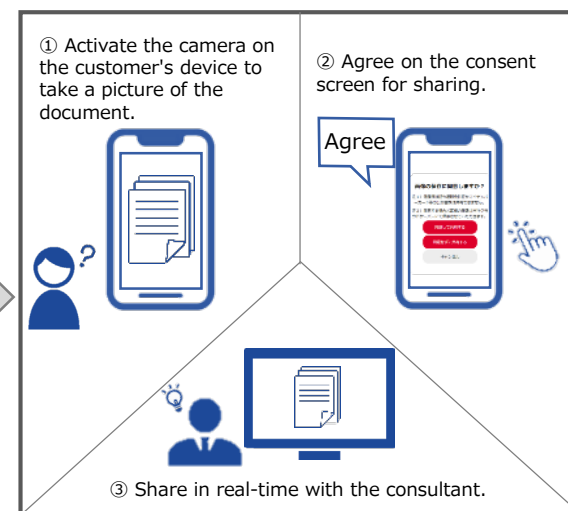 ① Activate the camera on
the customer's device to
take a picture of the
document.
② Agree on the consent
screen for sharing.
Agree
?
③ Share in real-time with the consultant.